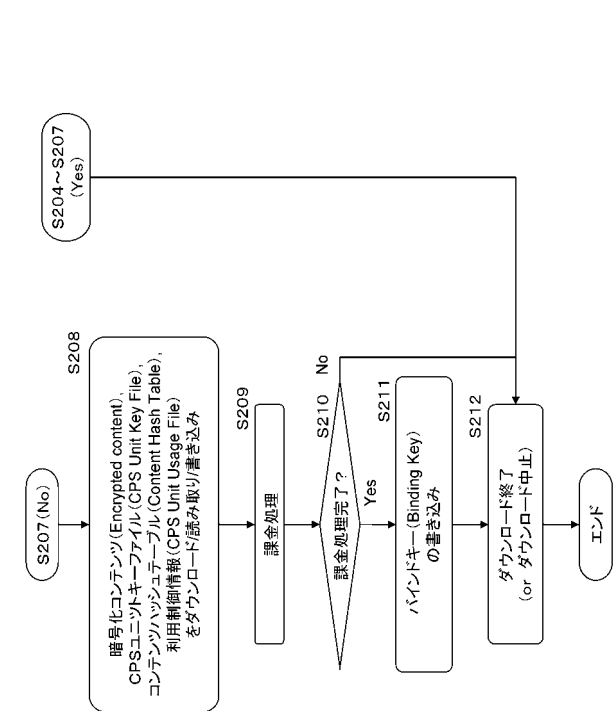 S207(No)
S204～S207
(Yes)
S208
暗号化コンテンツ(Encrypted content),
CPSユニットキーファイル(CPS Unit Key File),
コンテンツハッシュテーブル(Content Hash Table),
利用制御情報(CPS Unit Usage File)
をダウンロード/読み取り/書き込み
S209
課金処理
S210
課金処理完了?
No
Yes
S211
バインドキー(Binding Key)
の書き込み
S212
ダウンロード終了
(or ダウンロード中止)
エンド